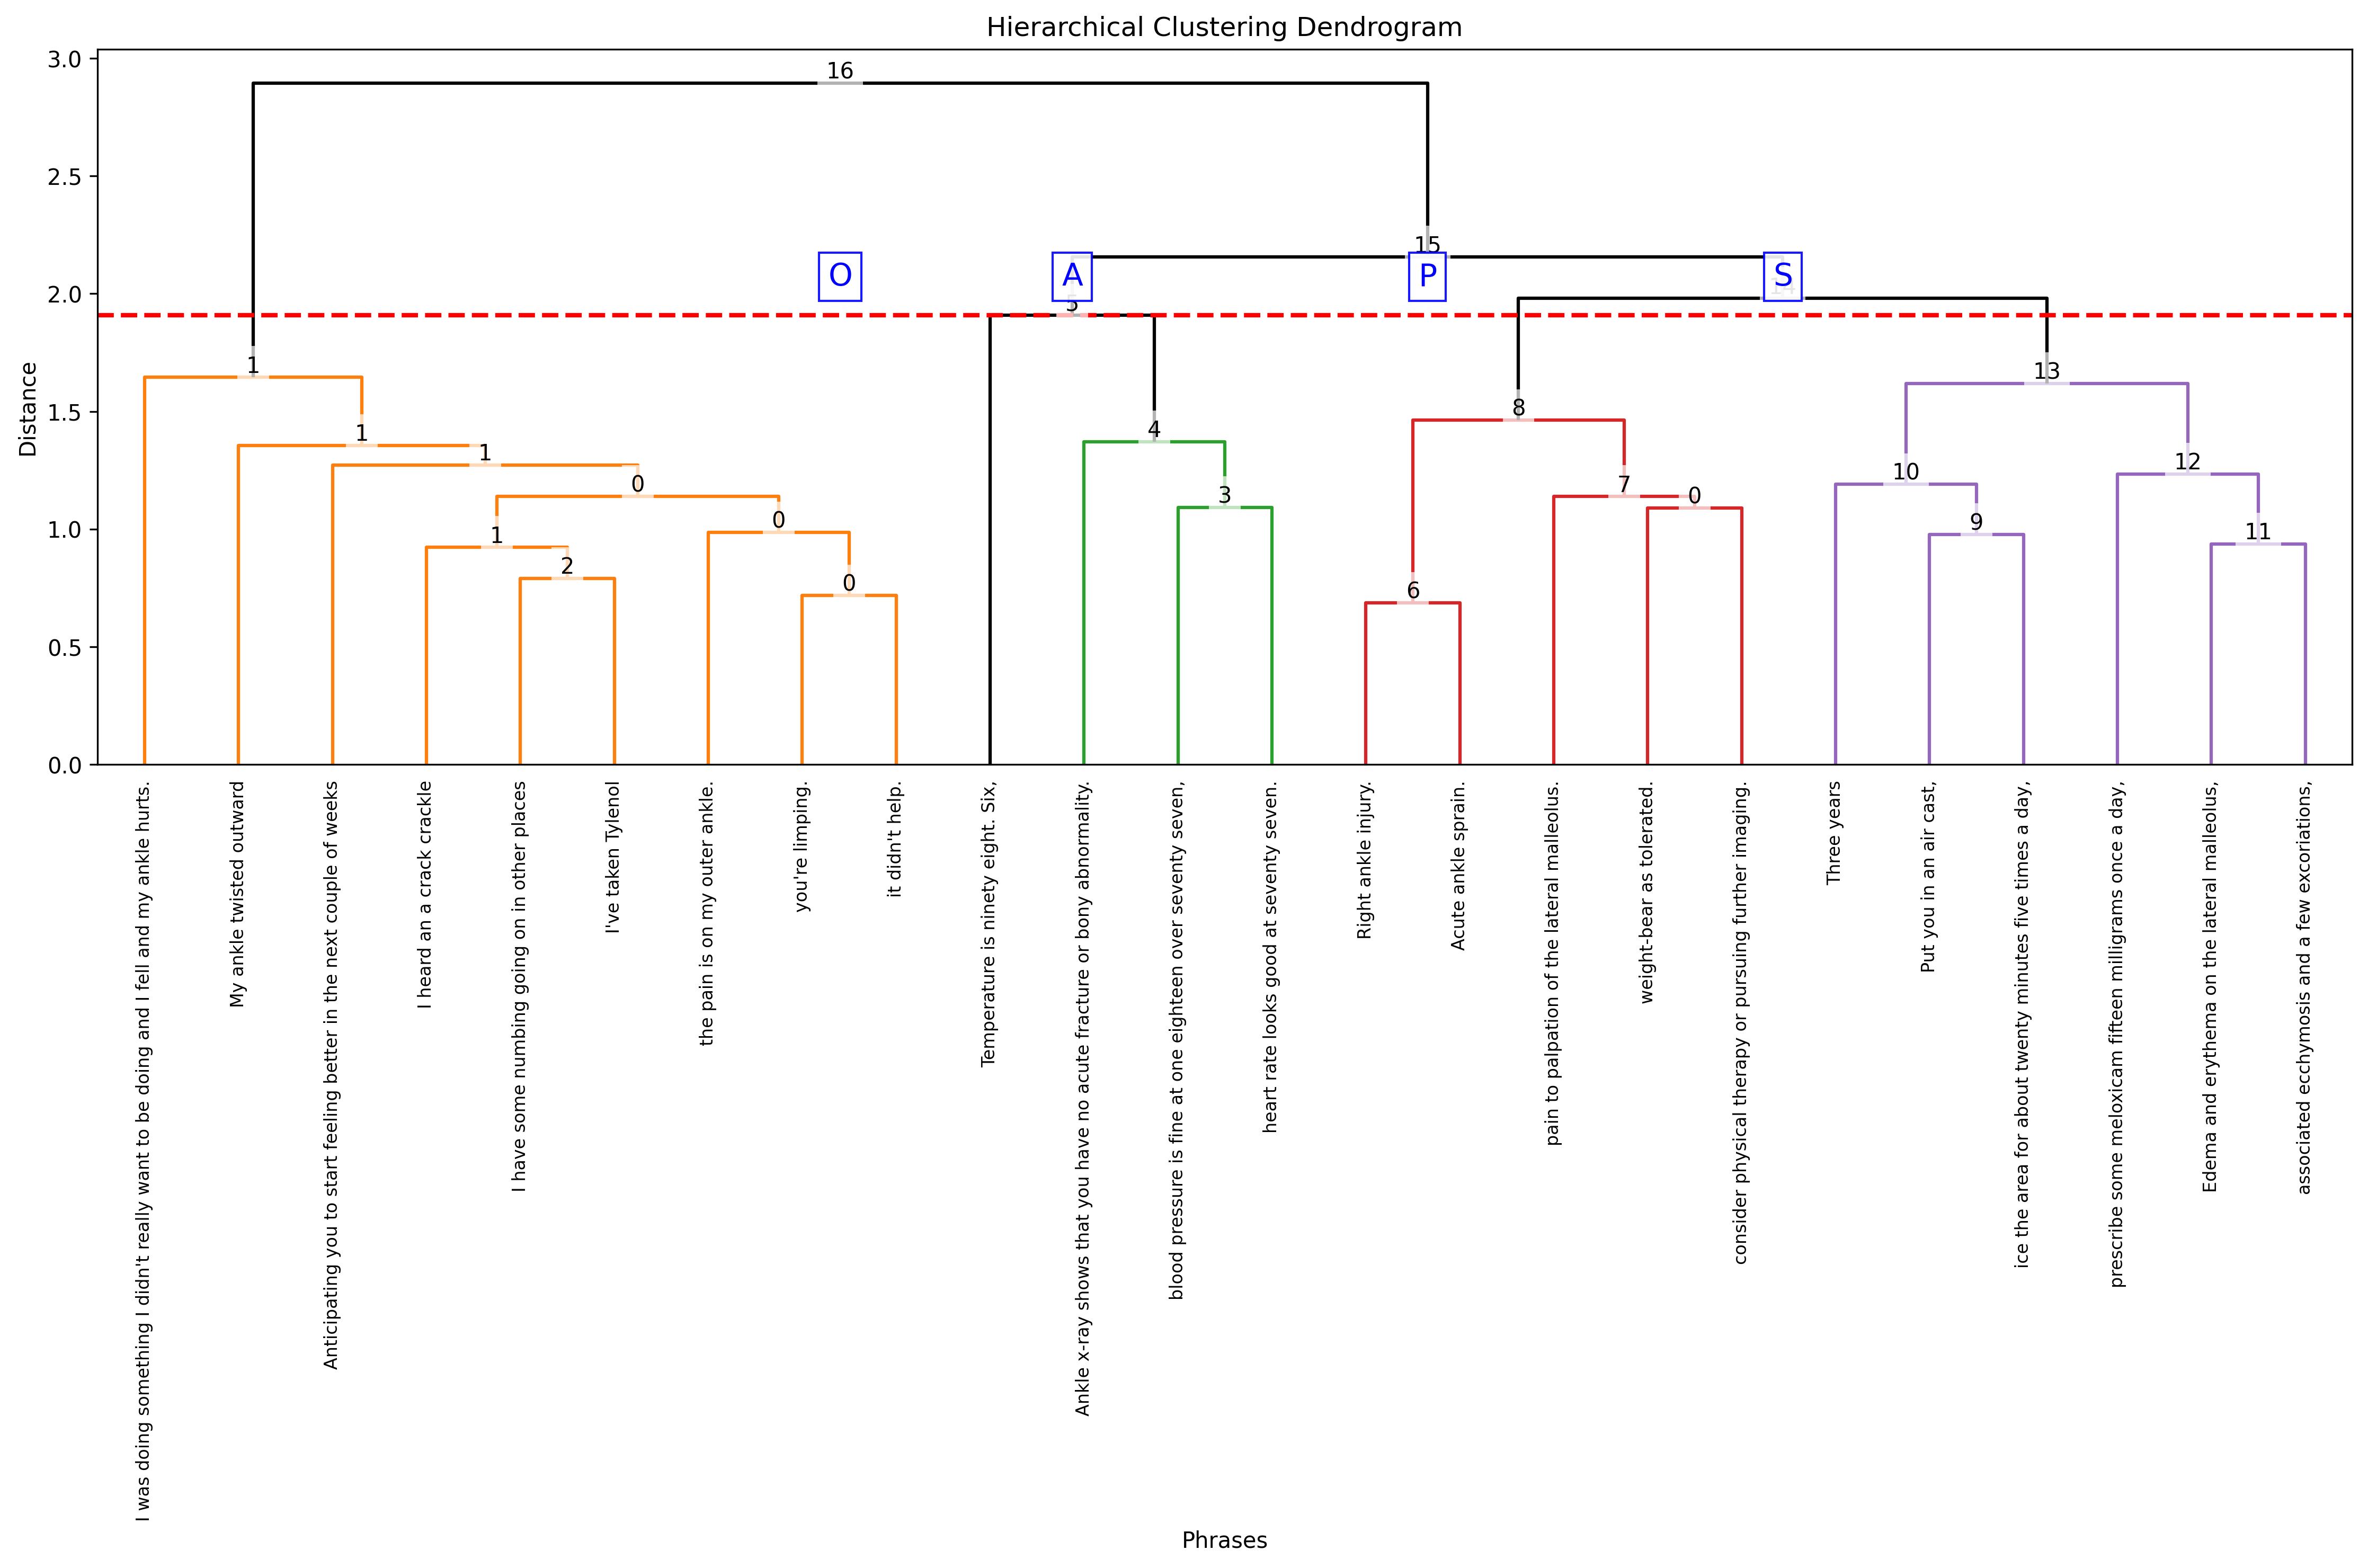 Hierarchical Clustering Dendrogram
3.0
2.5
2.0
1.5
1.0
0.5
0.0
Distance
16
15
O
A
P
S
14
5
1
13
8
1
4
1
12
10
0
7
3
0
0
9
1
11
2
0
6
I was doing something I didn't really want to be doing and I fell and my ankle hurts.
My ankle twisted outward
Anticipating you to start feeling better in the next couple of weeks
I heard an a crack crackle
I have some numbing going on in other places
I've taken Tylenol
the pain is on my outer ankle.
you're limping.
it didn't help.
Temperature is ninety eight. Six,
Ankle x-ray shows that you have no acute fracture or bony abnormality.
blood pressure is fine at one eighteen over seventy seven,
heart rate looks good at seventy seven.
Right ankle injury.
Acute ankle sprain.
pain to palpation of the lateral malleolus.
weight-bear as tolerated.
consider physical therapy or pursuing further imaging.
Three years
Put you in an air cast,
ice the area for about twenty minutes five times a day,
prescribe some meloxicam fifteen milligrams once a day,
Edema and erythema on the lateral malleolus,
associated ecchymosis and a few excoriations,
Phrases